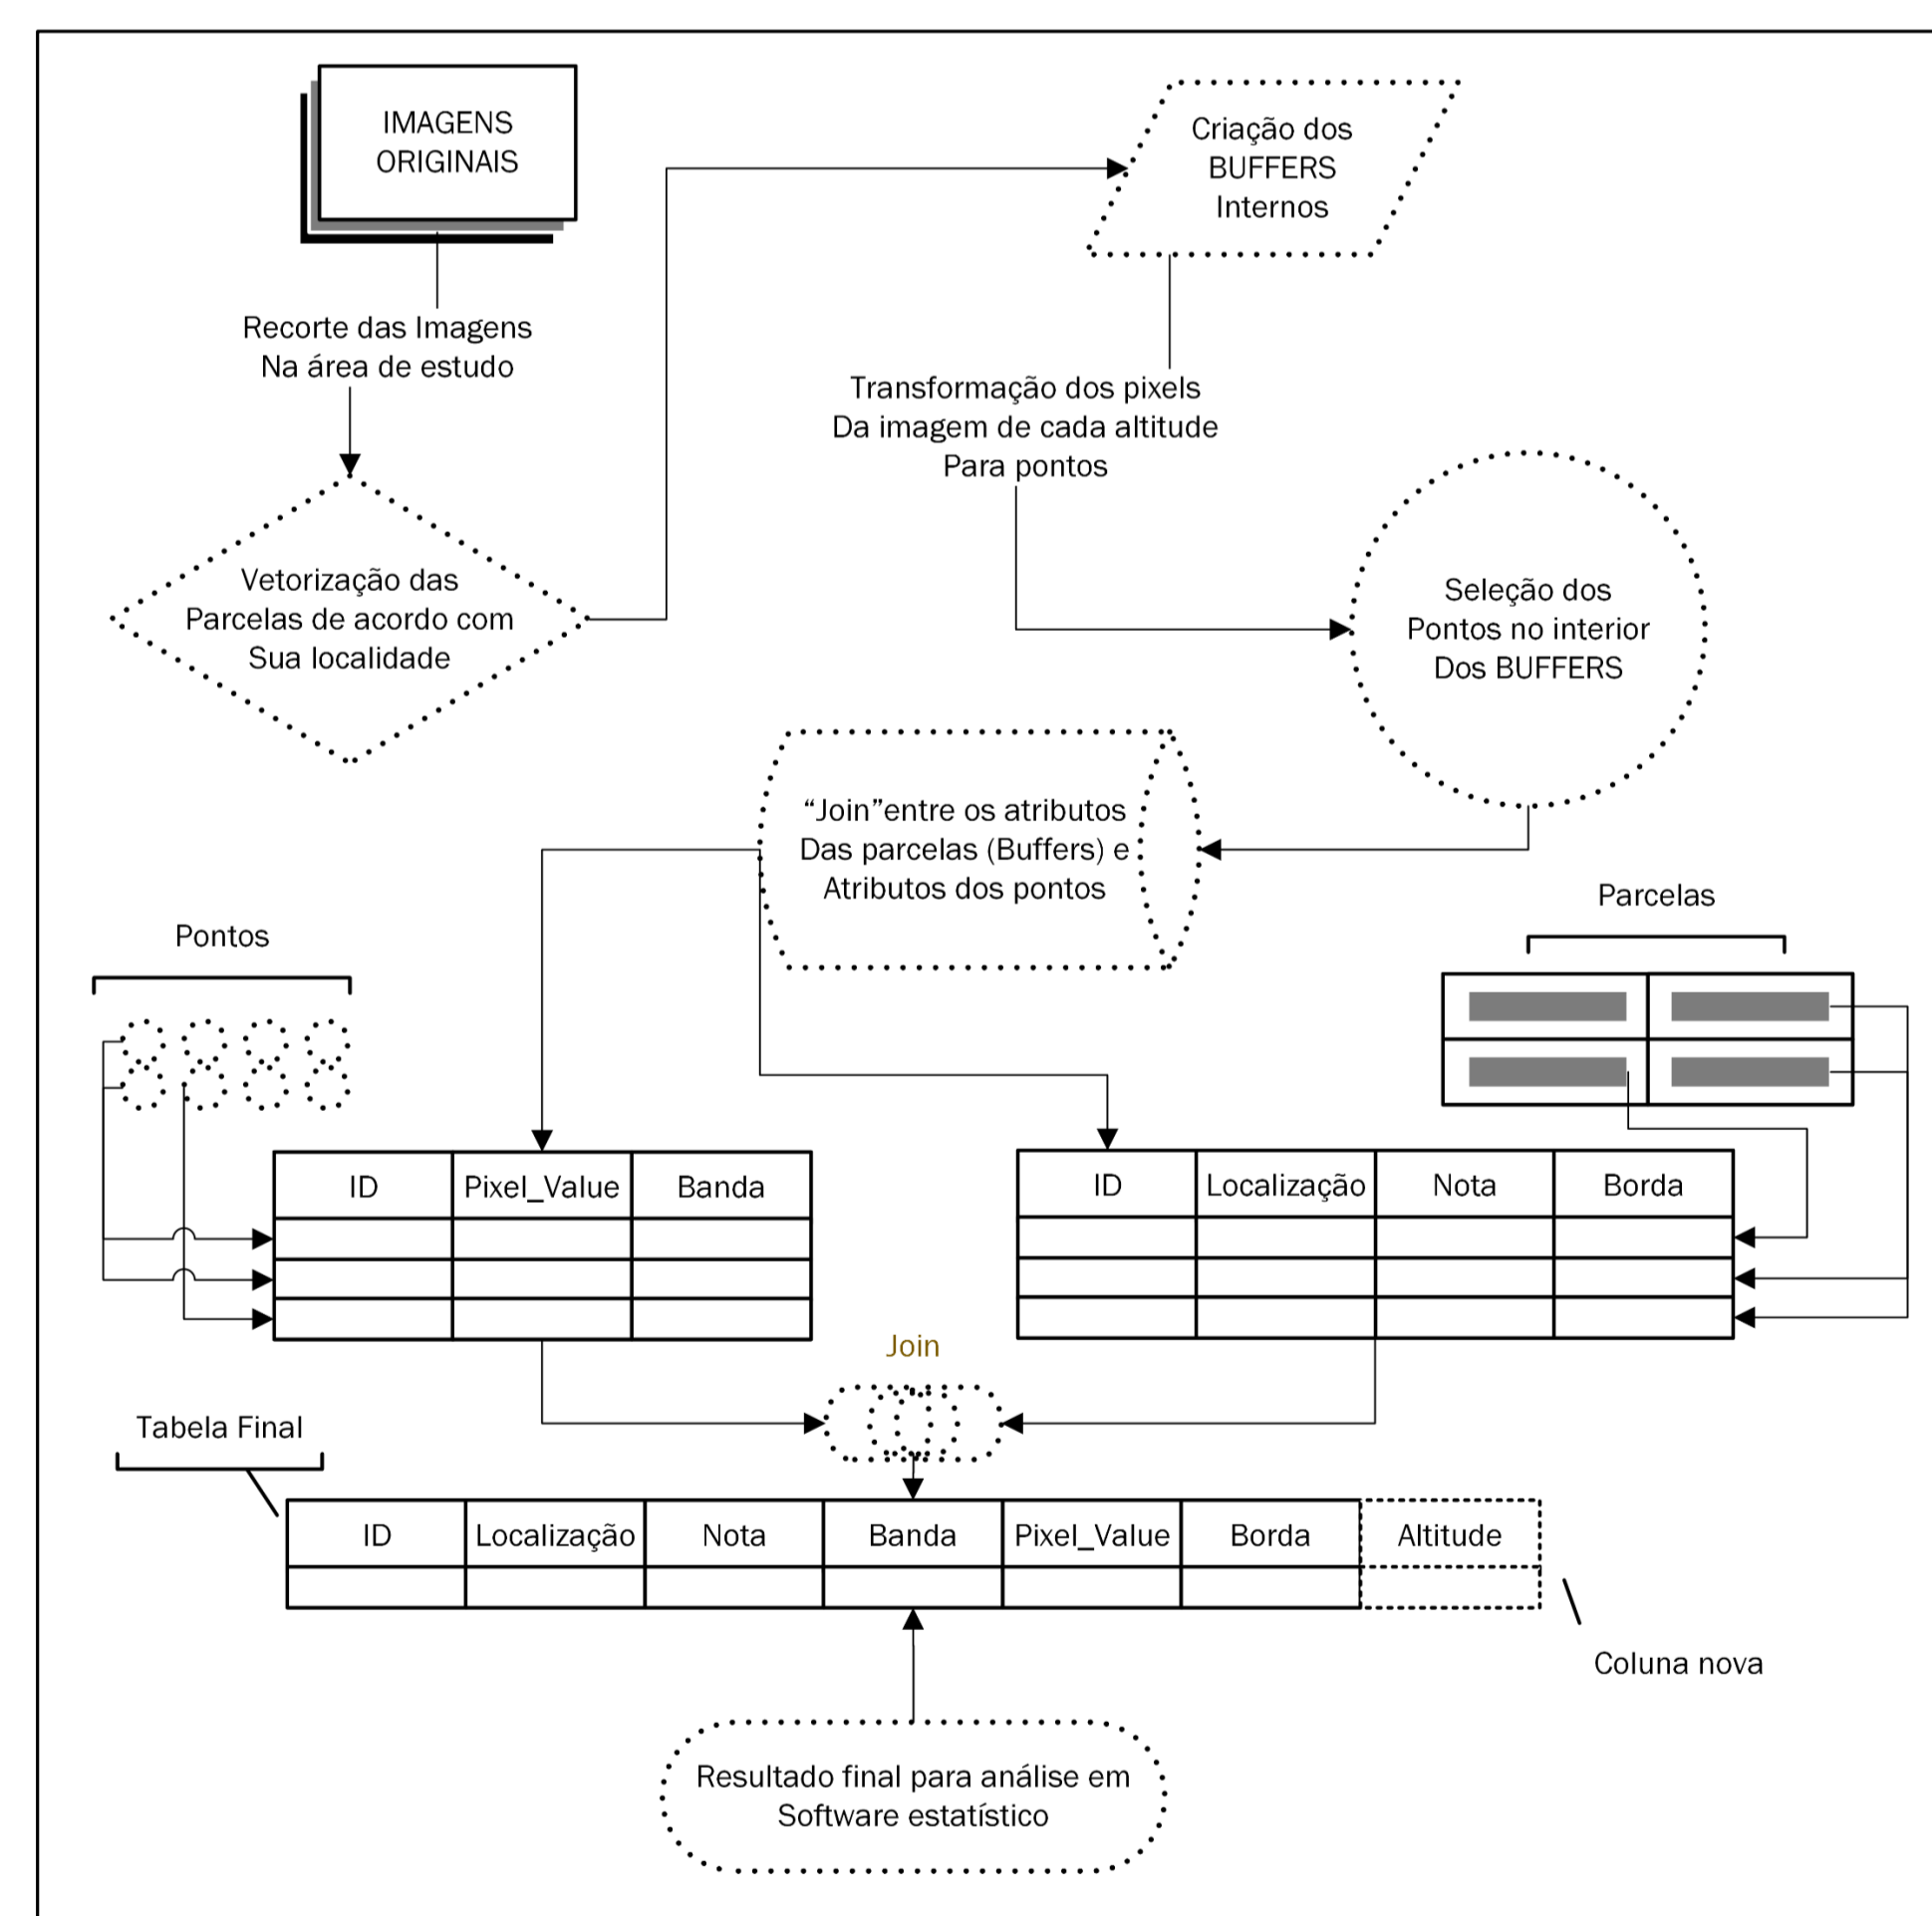 IMAGENS
ORIGINAIS
Criação dos
BUFFERS
Internos
Recorte das Imagens
Na área de estudo
Transformação dos pixels
Da imagem de cada altitude
Para pontos
Vetorização das
Parcelas de acordo com
Sua localidade
Seleção dos
Pontos no interior
Dos BUFFERS
“Join”entre os atributos
Das parcelas (Buffers) e
Atributos dos pontos
Parcelas
Pontos
ID Pixel_Value Banda
ID Localização Nota Borda
Join
Tabela Final
ID Localização Nota Banda Pixel_Value Borda Altitude
Coluna nova
Resultado final para análise em
Software estatístico